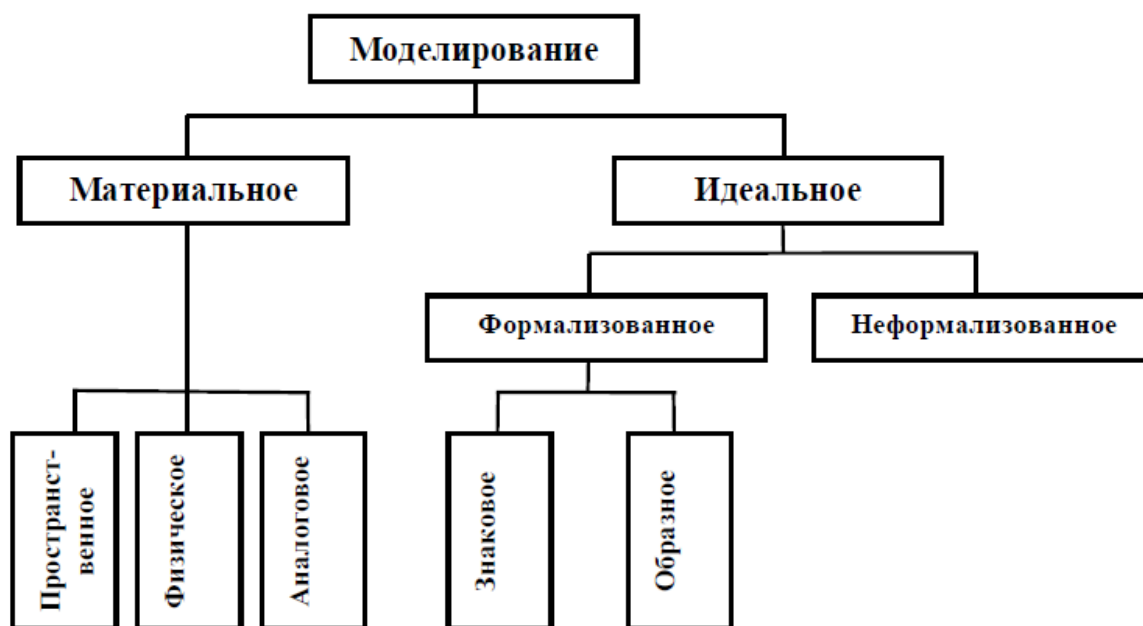 Моделирование
Материальное
Идеальное
Формализованное
Неформализованное
Пространст-
венное
Физическое
Аналоговое
Знаковое
Образное